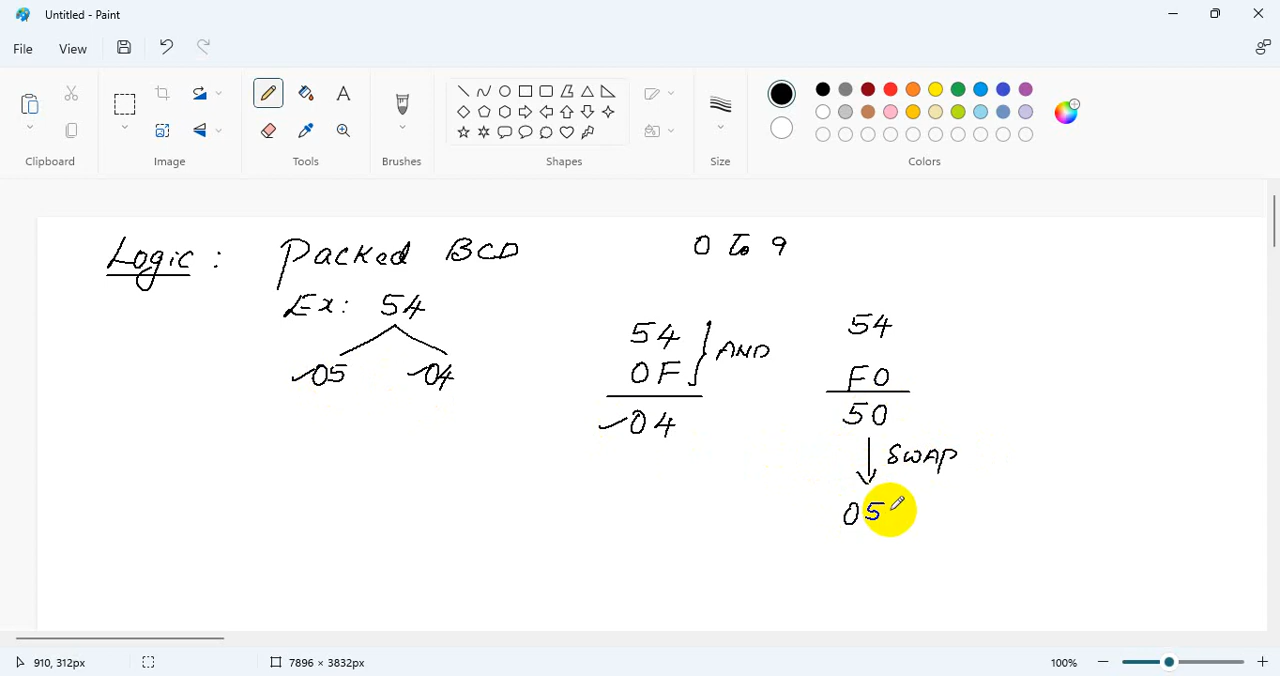 Untitled - Paint
File View
Clipboard Image Tools Brushes Shapes Size Colors
Logic : Packed BCD
0 to 9
Ex: 54
05 04
54
0F
AND
04
54
F0
50
SWAP
05
910, 312px
7896 × 3832px
100%